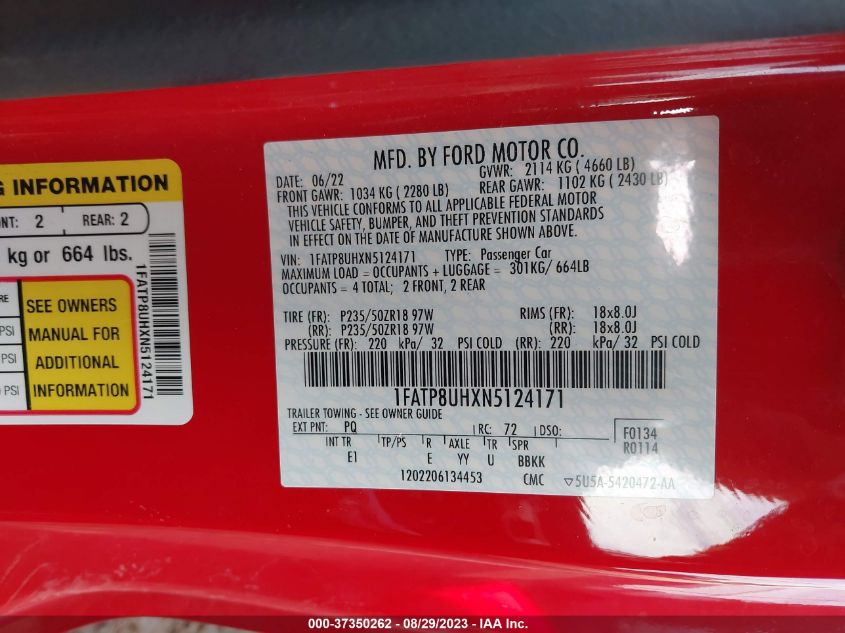 G INFORMATION
NT: 2 REAR: 2
kg or 664 lbs.
RE
PSI
PSI
PSI
SEE OWNERS
MANUAL FOR
ADDITIONAL
INFORMATION
1FATP8UHXN5124171
MFD. BY FORD MOTOR CO.
DATE: 06/22 GVWR: 2114 KG ( 4660 LB)
FRONT GAWR: 1034 KG ( 2280 LB) REAR GAWR: 1102 KG ( 2430 LB)
THIS VEHICLE CONFORMS TO ALL APPLICABLE FEDERAL MOTOR
VEHICLE SAFETY, BUMPER, AND THEFT PREVENTION STANDARDS
IN EFFECT ON THE DATE OF MANUFACTURE SHOWN ABOVE.
VIN: 1FATP8UHXN5124171 TYPE: Passenger Car
MAXIMUM LOAD = OCCUPANTS + LUGGAGE = 301KG/ 664LB
OCCUPANTS = 4 TOTAL; 2 FRONT, 2 REAR
TIRE (FR): P235/50ZR18 97W RIMS (FR): 18x8.0J
(RR): P235/50ZR18 97W (RR): 18x8.0J
PRESSURE (FR): 220 kPa/ 32 PSI COLD (RR): 220 kPa/ 32 PSI COLD
1FATP8UHXN5124171
TRAILER TOWING - SEE OWNER GUIDE
EXT PNT: PQ RC: 72 DSO: F0134
INT TR TP/PS R AXLE TR SPR R0114
E1 E YY U BBKK
1202206134453 CMC ▽5U5A-5420472-AA
000-37350262 - 08/29/2023 - IAA Inc.